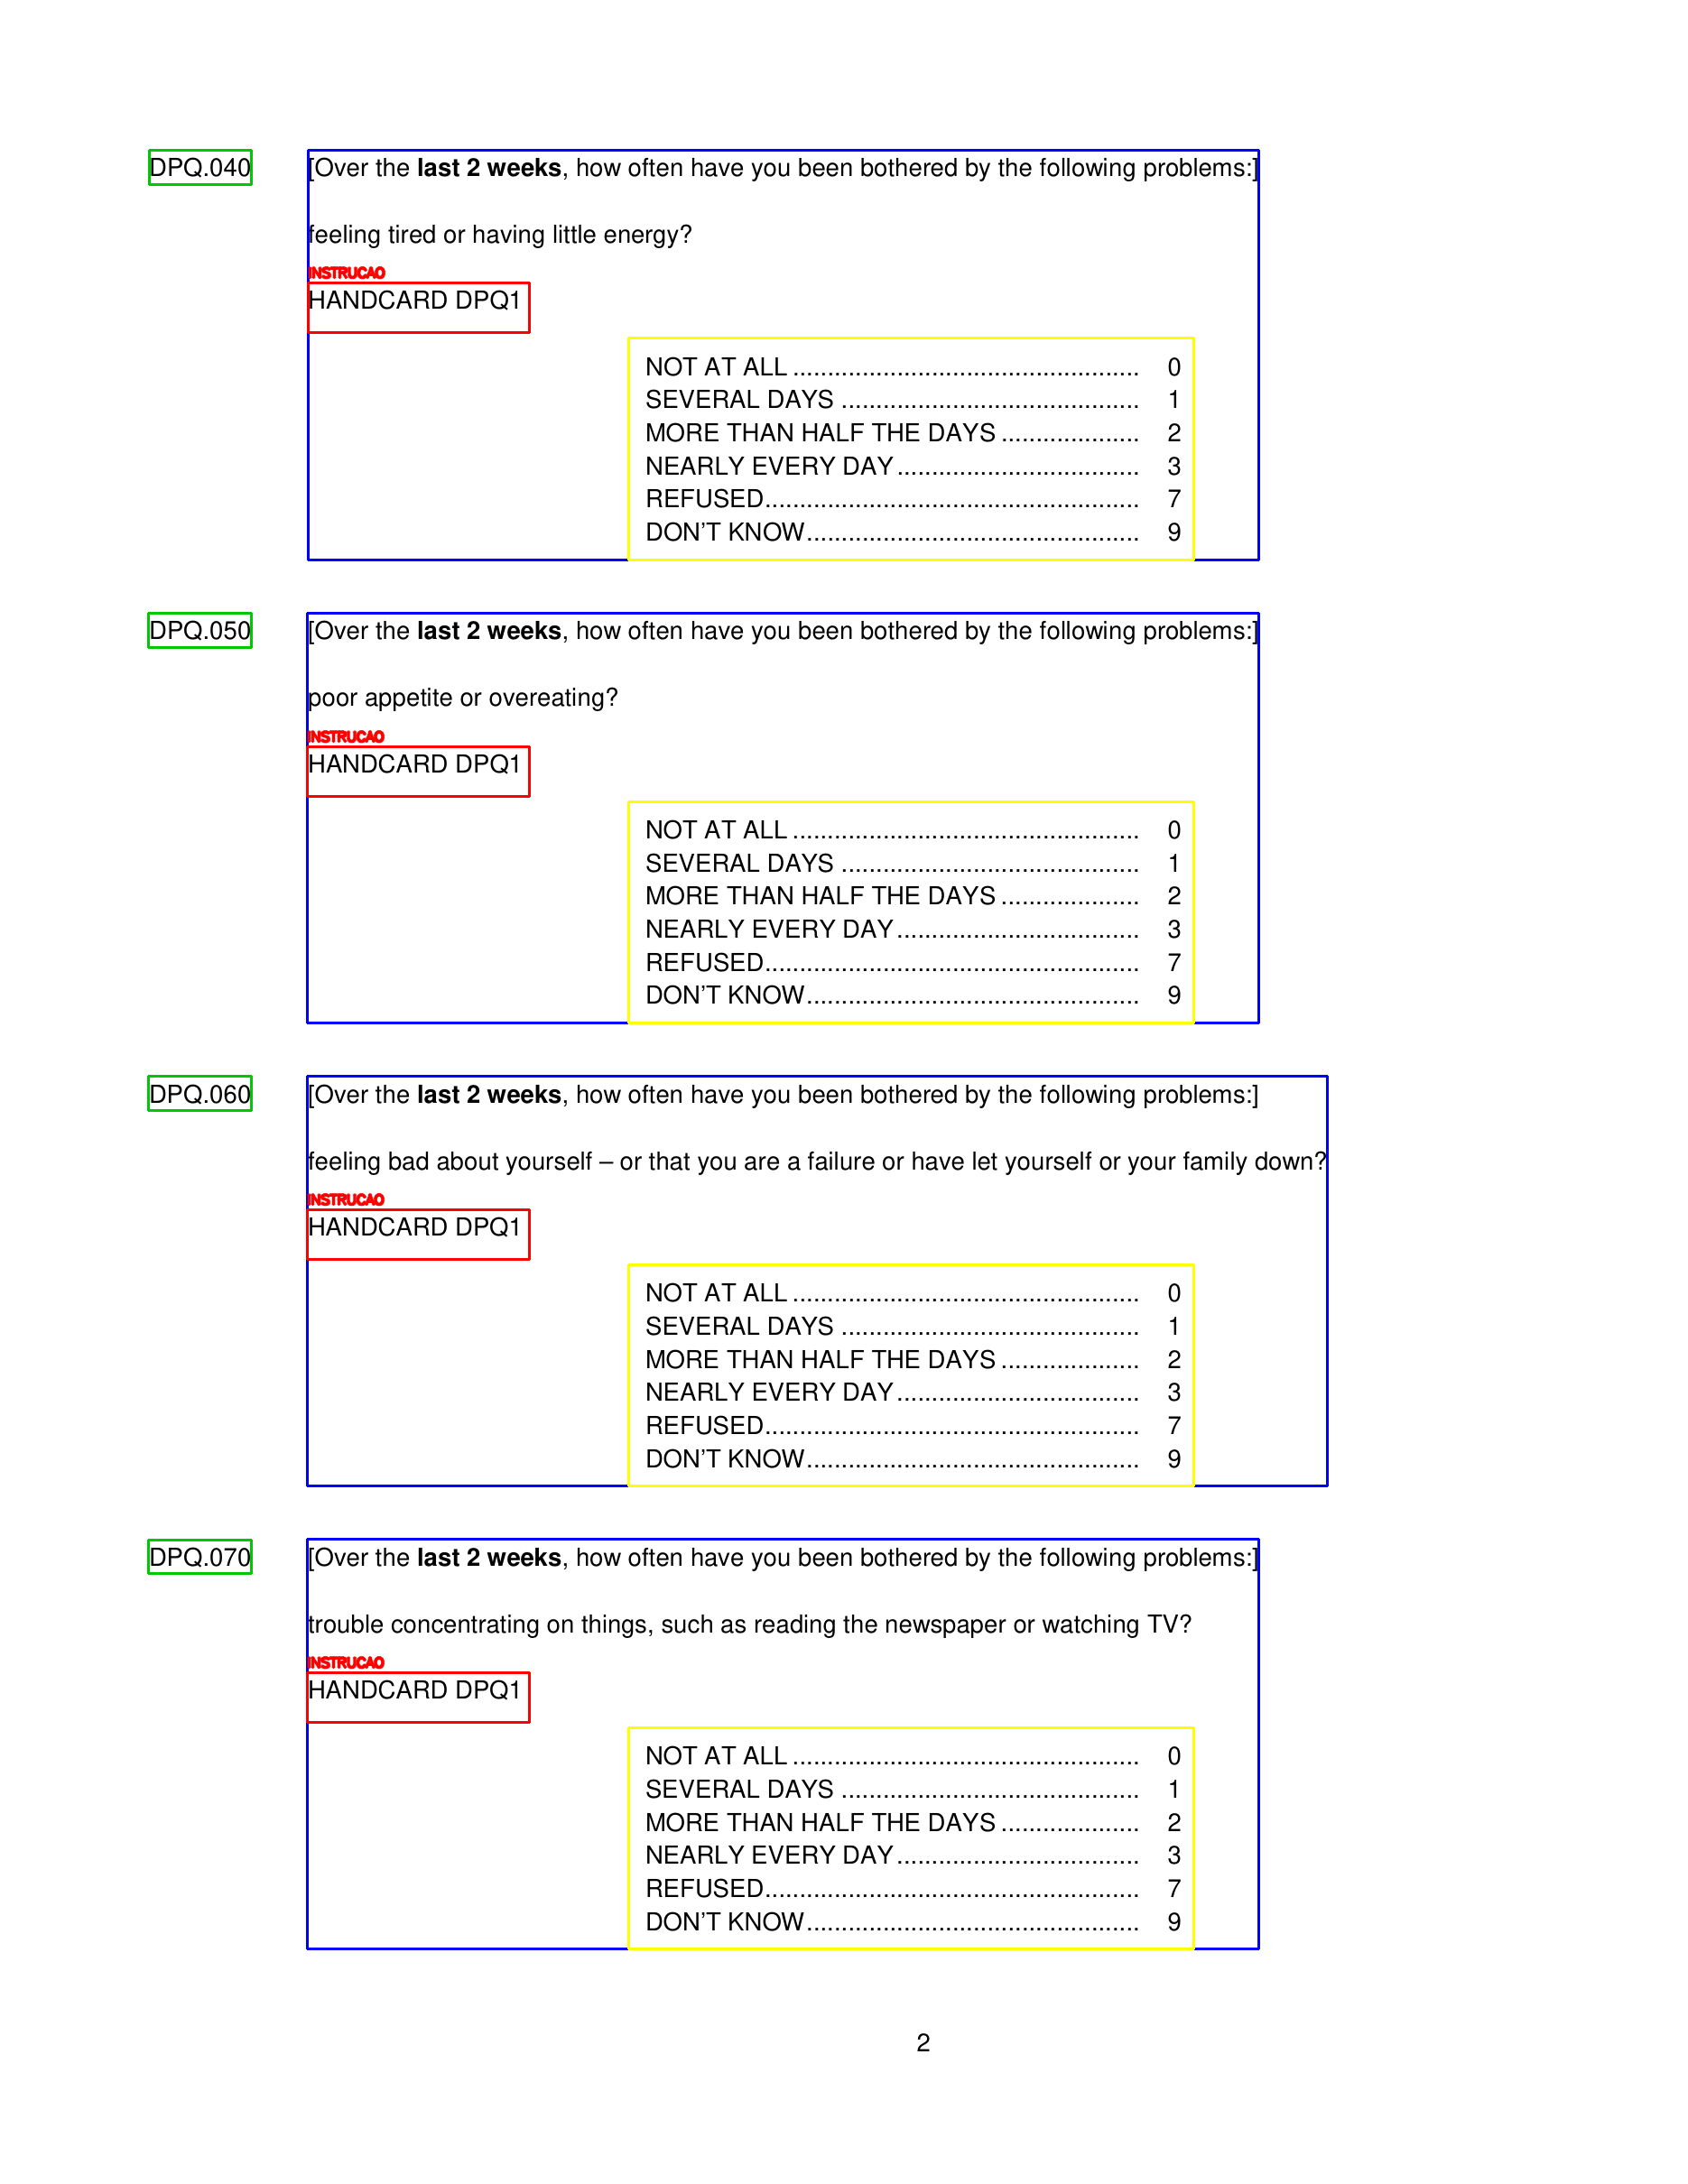 DPQ.040 [Over the last 2 weeks, how often have you been bothered by the following problems:]
feeling tired or having little energy?
INSTRUCAO
HANDCARD DPQ1
NOT AT ALL .................................................. 0
SEVERAL DAYS ........................................... 1
MORE THAN HALF THE DAYS .................... 2
NEARLY EVERY DAY ................................... 3
REFUSED...................................................... 7
DON'T KNOW................................................ 9
DPQ.050 [Over the last 2 weeks, how often have you been bothered by the following problems:]
poor appetite or overeating?
INSTRUCAO
HANDCARD DPQ1
NOT AT ALL .................................................. 0
SEVERAL DAYS ........................................... 1
MORE THAN HALF THE DAYS .................... 2
NEARLY EVERY DAY ................................... 3
REFUSED...................................................... 7
DON'T KNOW................................................ 9
DPQ.060 [Over the last 2 weeks, how often have you been bothered by the following problems:]
feeling bad about yourself – or that you are a failure or have let yourself or your family down?
INSTRUCAO
HANDCARD DPQ1
NOT AT ALL .................................................. 0
SEVERAL DAYS ........................................... 1
MORE THAN HALF THE DAYS .................... 2
NEARLY EVERY DAY ................................... 3
REFUSED...................................................... 7
DON'T KNOW................................................ 9
DPQ.070 [Over the last 2 weeks, how often have you been bothered by the following problems:]
trouble concentrating on things, such as reading the newspaper or watching TV?
INSTRUCAO
HANDCARD DPQ1
NOT AT ALL .................................................. 0
SEVERAL DAYS ........................................... 1
MORE THAN HALF THE DAYS .................... 2
NEARLY EVERY DAY ................................... 3
REFUSED...................................................... 7
DON'T KNOW................................................ 9
2